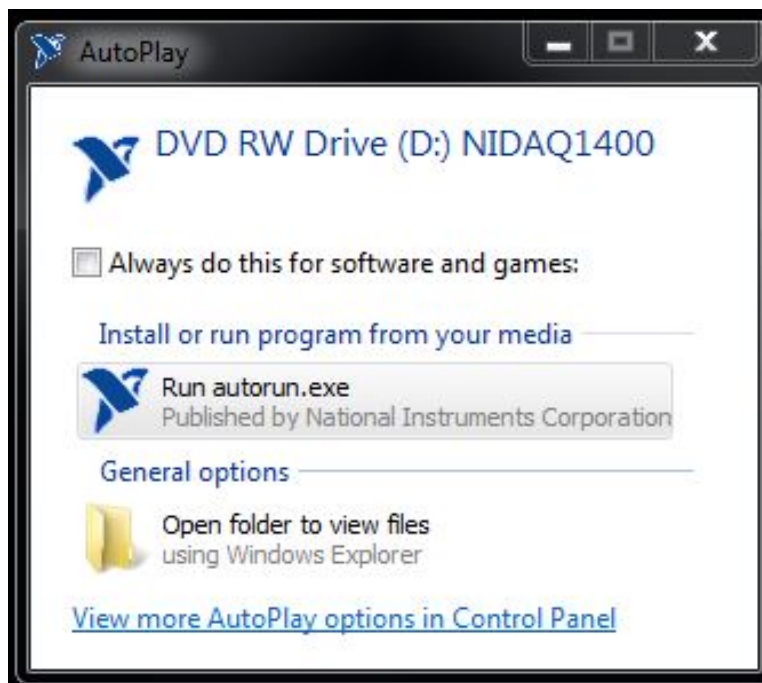 AutoPlay
DVD RW Drive (D:) NIDAQ1400
Always do this for software and games:
Install or run program from your media
Run autorun.exe
Published by National Instruments Corporation
General options
Open folder to view files
using Windows Explorer
View more AutoPlay options in Control Panel